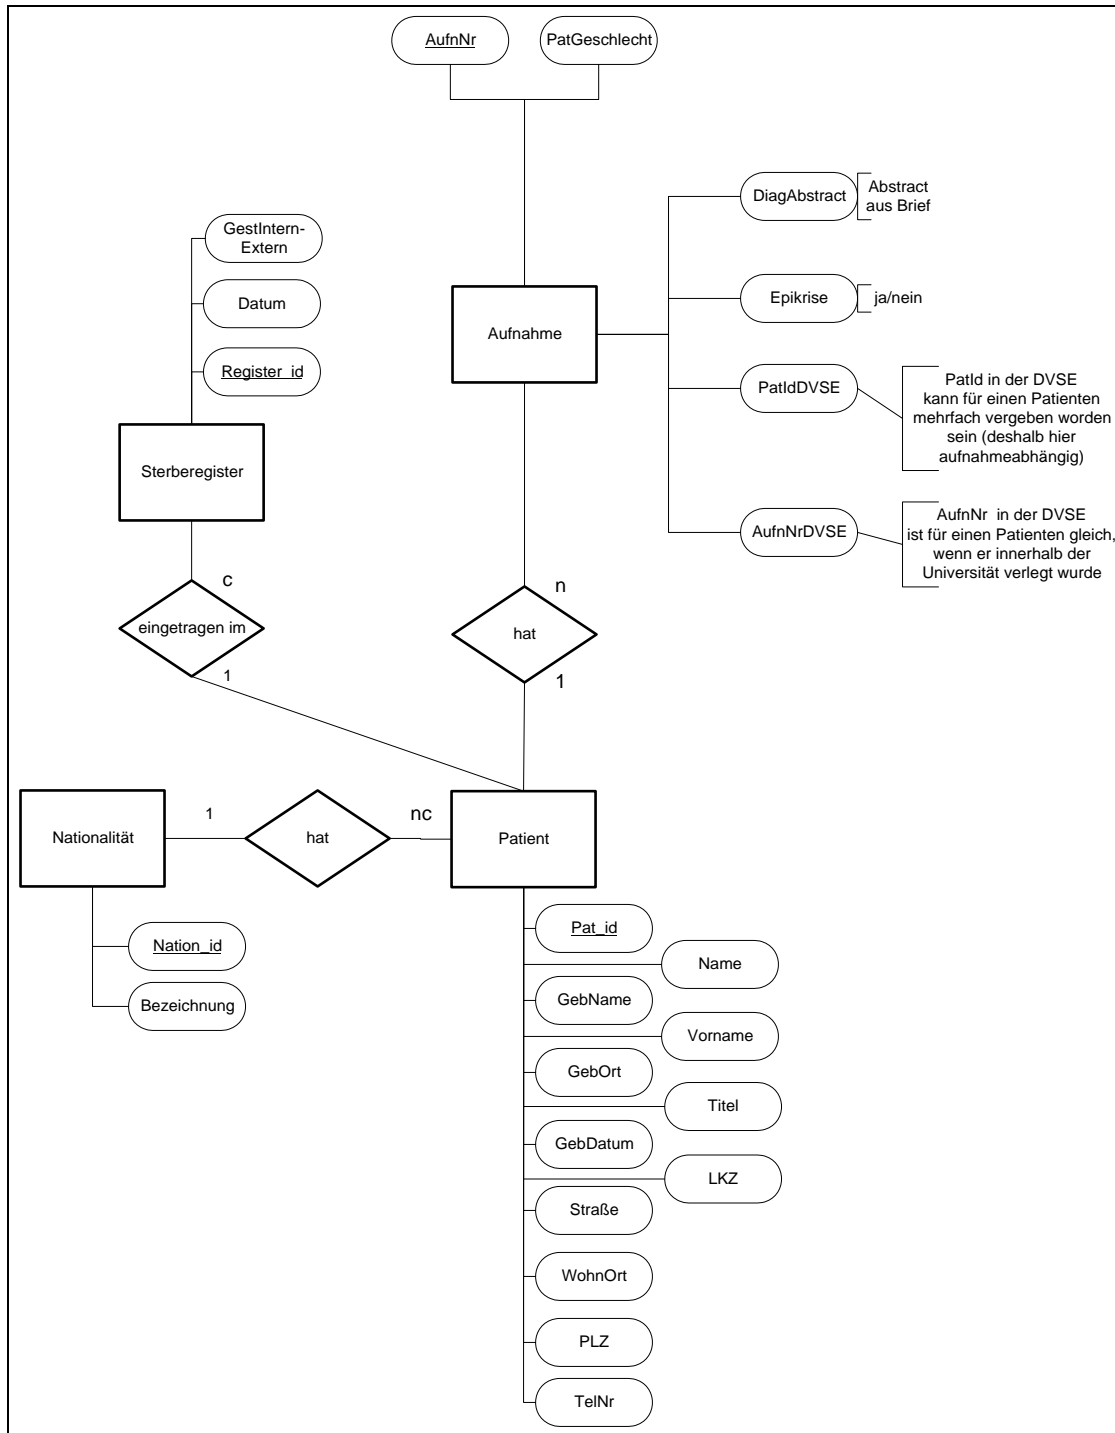 AufnNr
PatGeschlecht
DiagAbstract
Abstract
aus Brief
GestIntern-
Extern
Datum
Register_id
Epikrise
ja/nein
Aufnahme
PatIdDVSE
PatId in der DVSE
kann für einen Patienten
mehrfach vergeben worden
sein (deshalb hier
aufnahmeabhängig)
Sterberegister
AufnNrDVSE
AufnNr in der DVSE
ist für einen Patienten gleich,
wenn er innerhalb der
Universität verlegt wurde
c
eingetragen im
1
n
hat
1
Nationalität
1
hat
nc
Patient
Nation_id
Bezeichnung
Pat_id
Name
GebName
Vorname
GebOrt
Titel
GebDatum
LKZ
Straße
WohnOrt
PLZ
TelNr